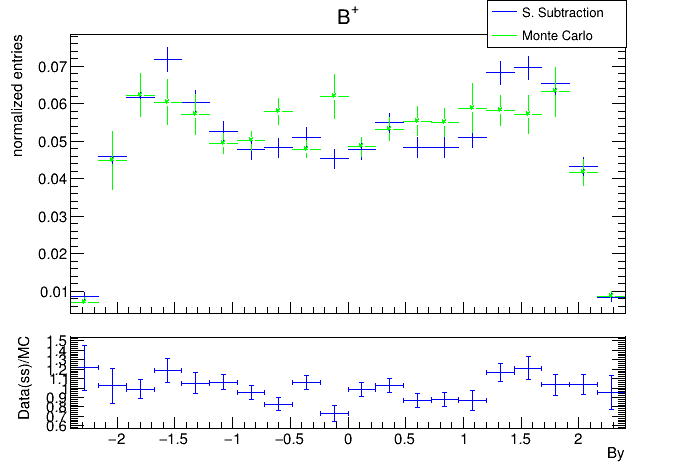 B+
S. Subtraction
Monte Carlo
normalized entries
0.07
0.06
0.05
0.04
0.03
0.02
0.01
Data(ss)/MC
1.5
1.4
1.3
1.2
1.1
1
0.9
0.8
0.7
0.6
−2 −1.5 −1 −0.5 0 0.5 1 1.5 2
By